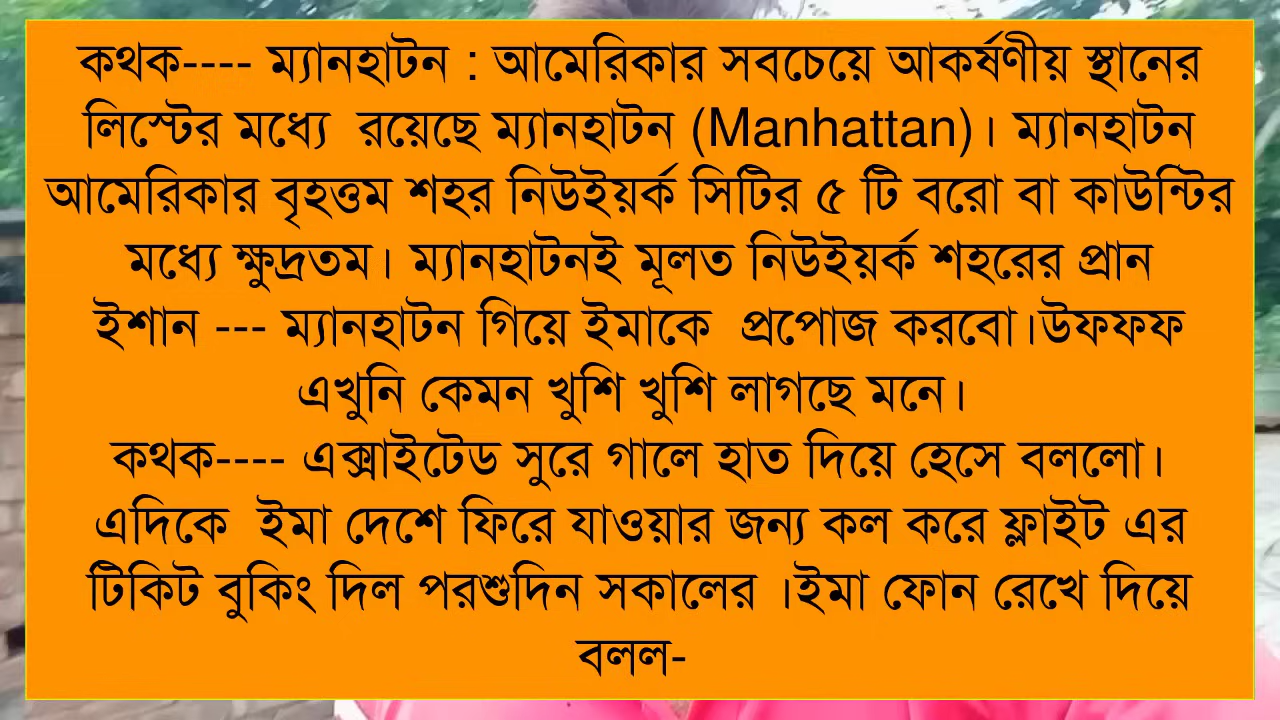 কথক---- ম্যানহাটন : আমেরিকার সবচেয়ে আকর্ষণীয় স্থানের
লিস্টের মধ্যে রয়েছে ম্যানহাটন (Manhattan)। ম্যানহাটন
আমেরিকার বৃহত্তম শহর নিউইয়র্ক সিটির ৫ টি বরো বা কাউন্টির
মধ্যে ক্ষুদ্রতম। ম্যানহাটনই মূলত নিউইয়র্ক শহরের প্রান
ইশান --- ম্যানহাটন গিয়ে ইমাকে প্রপোজ করবো।উফফফ
এখুনি কেমন খুশি খুশি লাগছে মনে।
কথক---- এক্সাইটেড সুরে গালে হাত দিয়ে হেসে বললো।
এদিকে ইমা দেশে ফিরে যাওয়ার জন্য কল করে ফ্লাইট এর
টিকিট বুকিং দিল পরশুদিন সকালের ।ইমা ফোন রেখে দিয়ে
বলল-